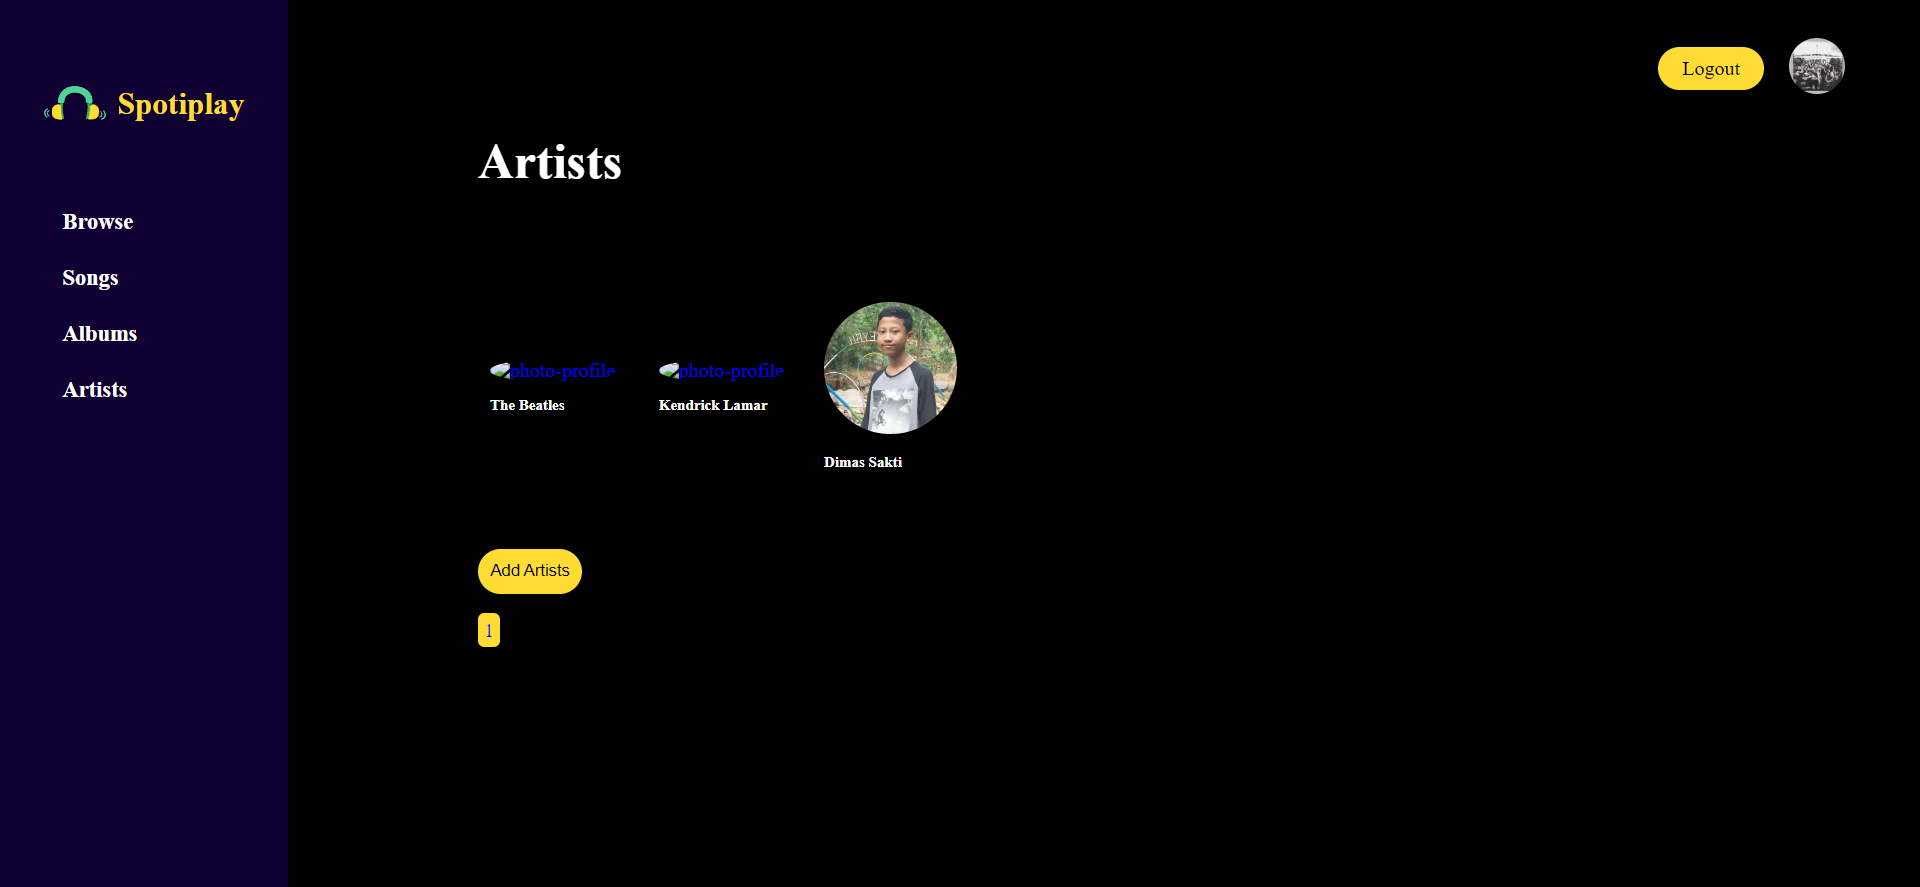 Spotiplay
Browse
Songs
Albums
Artists
Logout
Artists
photo-profile
The Beatles
photo-profile
Kendrick Lamar
Dimas Sakti
Add Artists
1